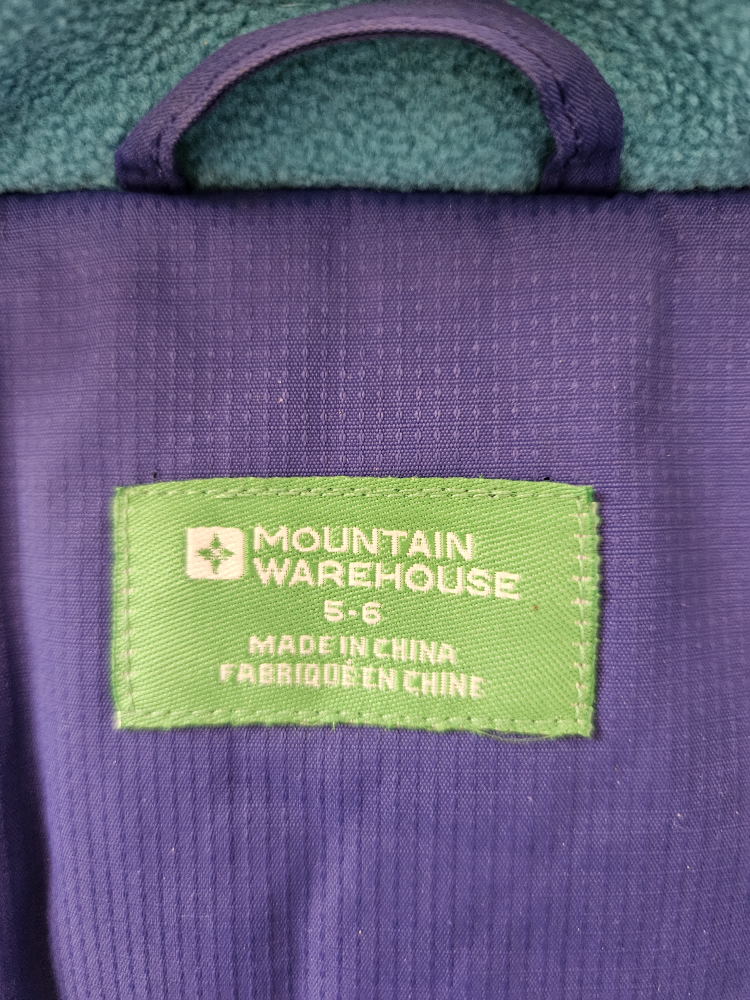 MOUNTAIN
WAREHOUSE
5-6
MADE IN CHINA
FABRIQUÉ EN CHINE